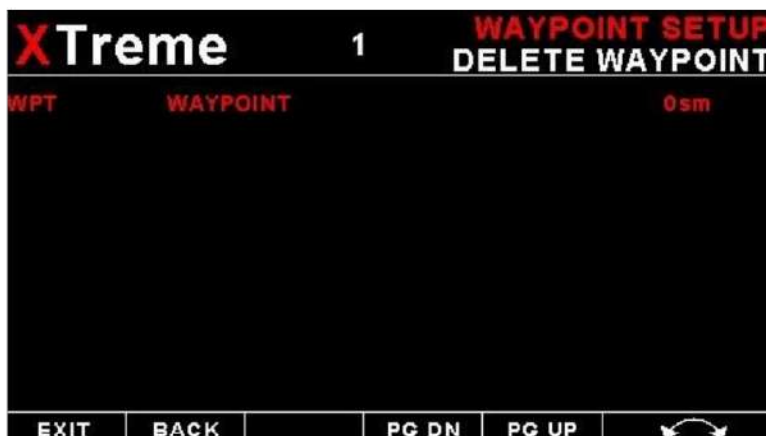 XTreme 1 WAYPOINT SETUP
DELETE WAYPOINT
WPT WAYPOINT 0sm
EXIT BACK PG DN PG UP